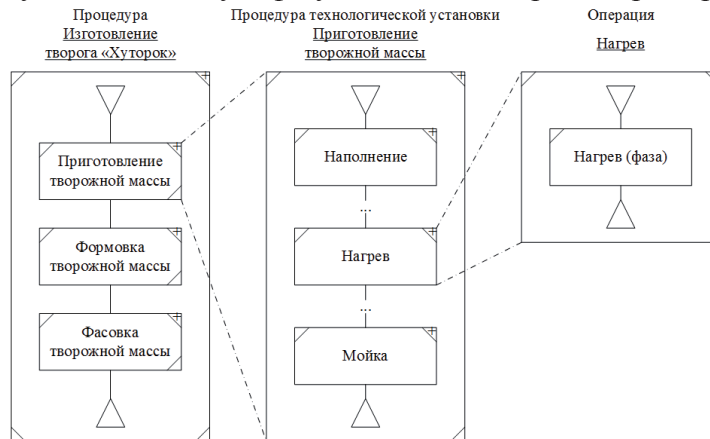 Процедура
Изготовление
творога «Хуторок»
Процедура технологической установки
Приготовление
творожной массы
Операция
Нагрев
Приготовление
творожной массы
Формовка
творожной массы
Фасовка
творожной массы
Наполнение
...
Нагрев
...
Мойка
Нагрев (фаза)